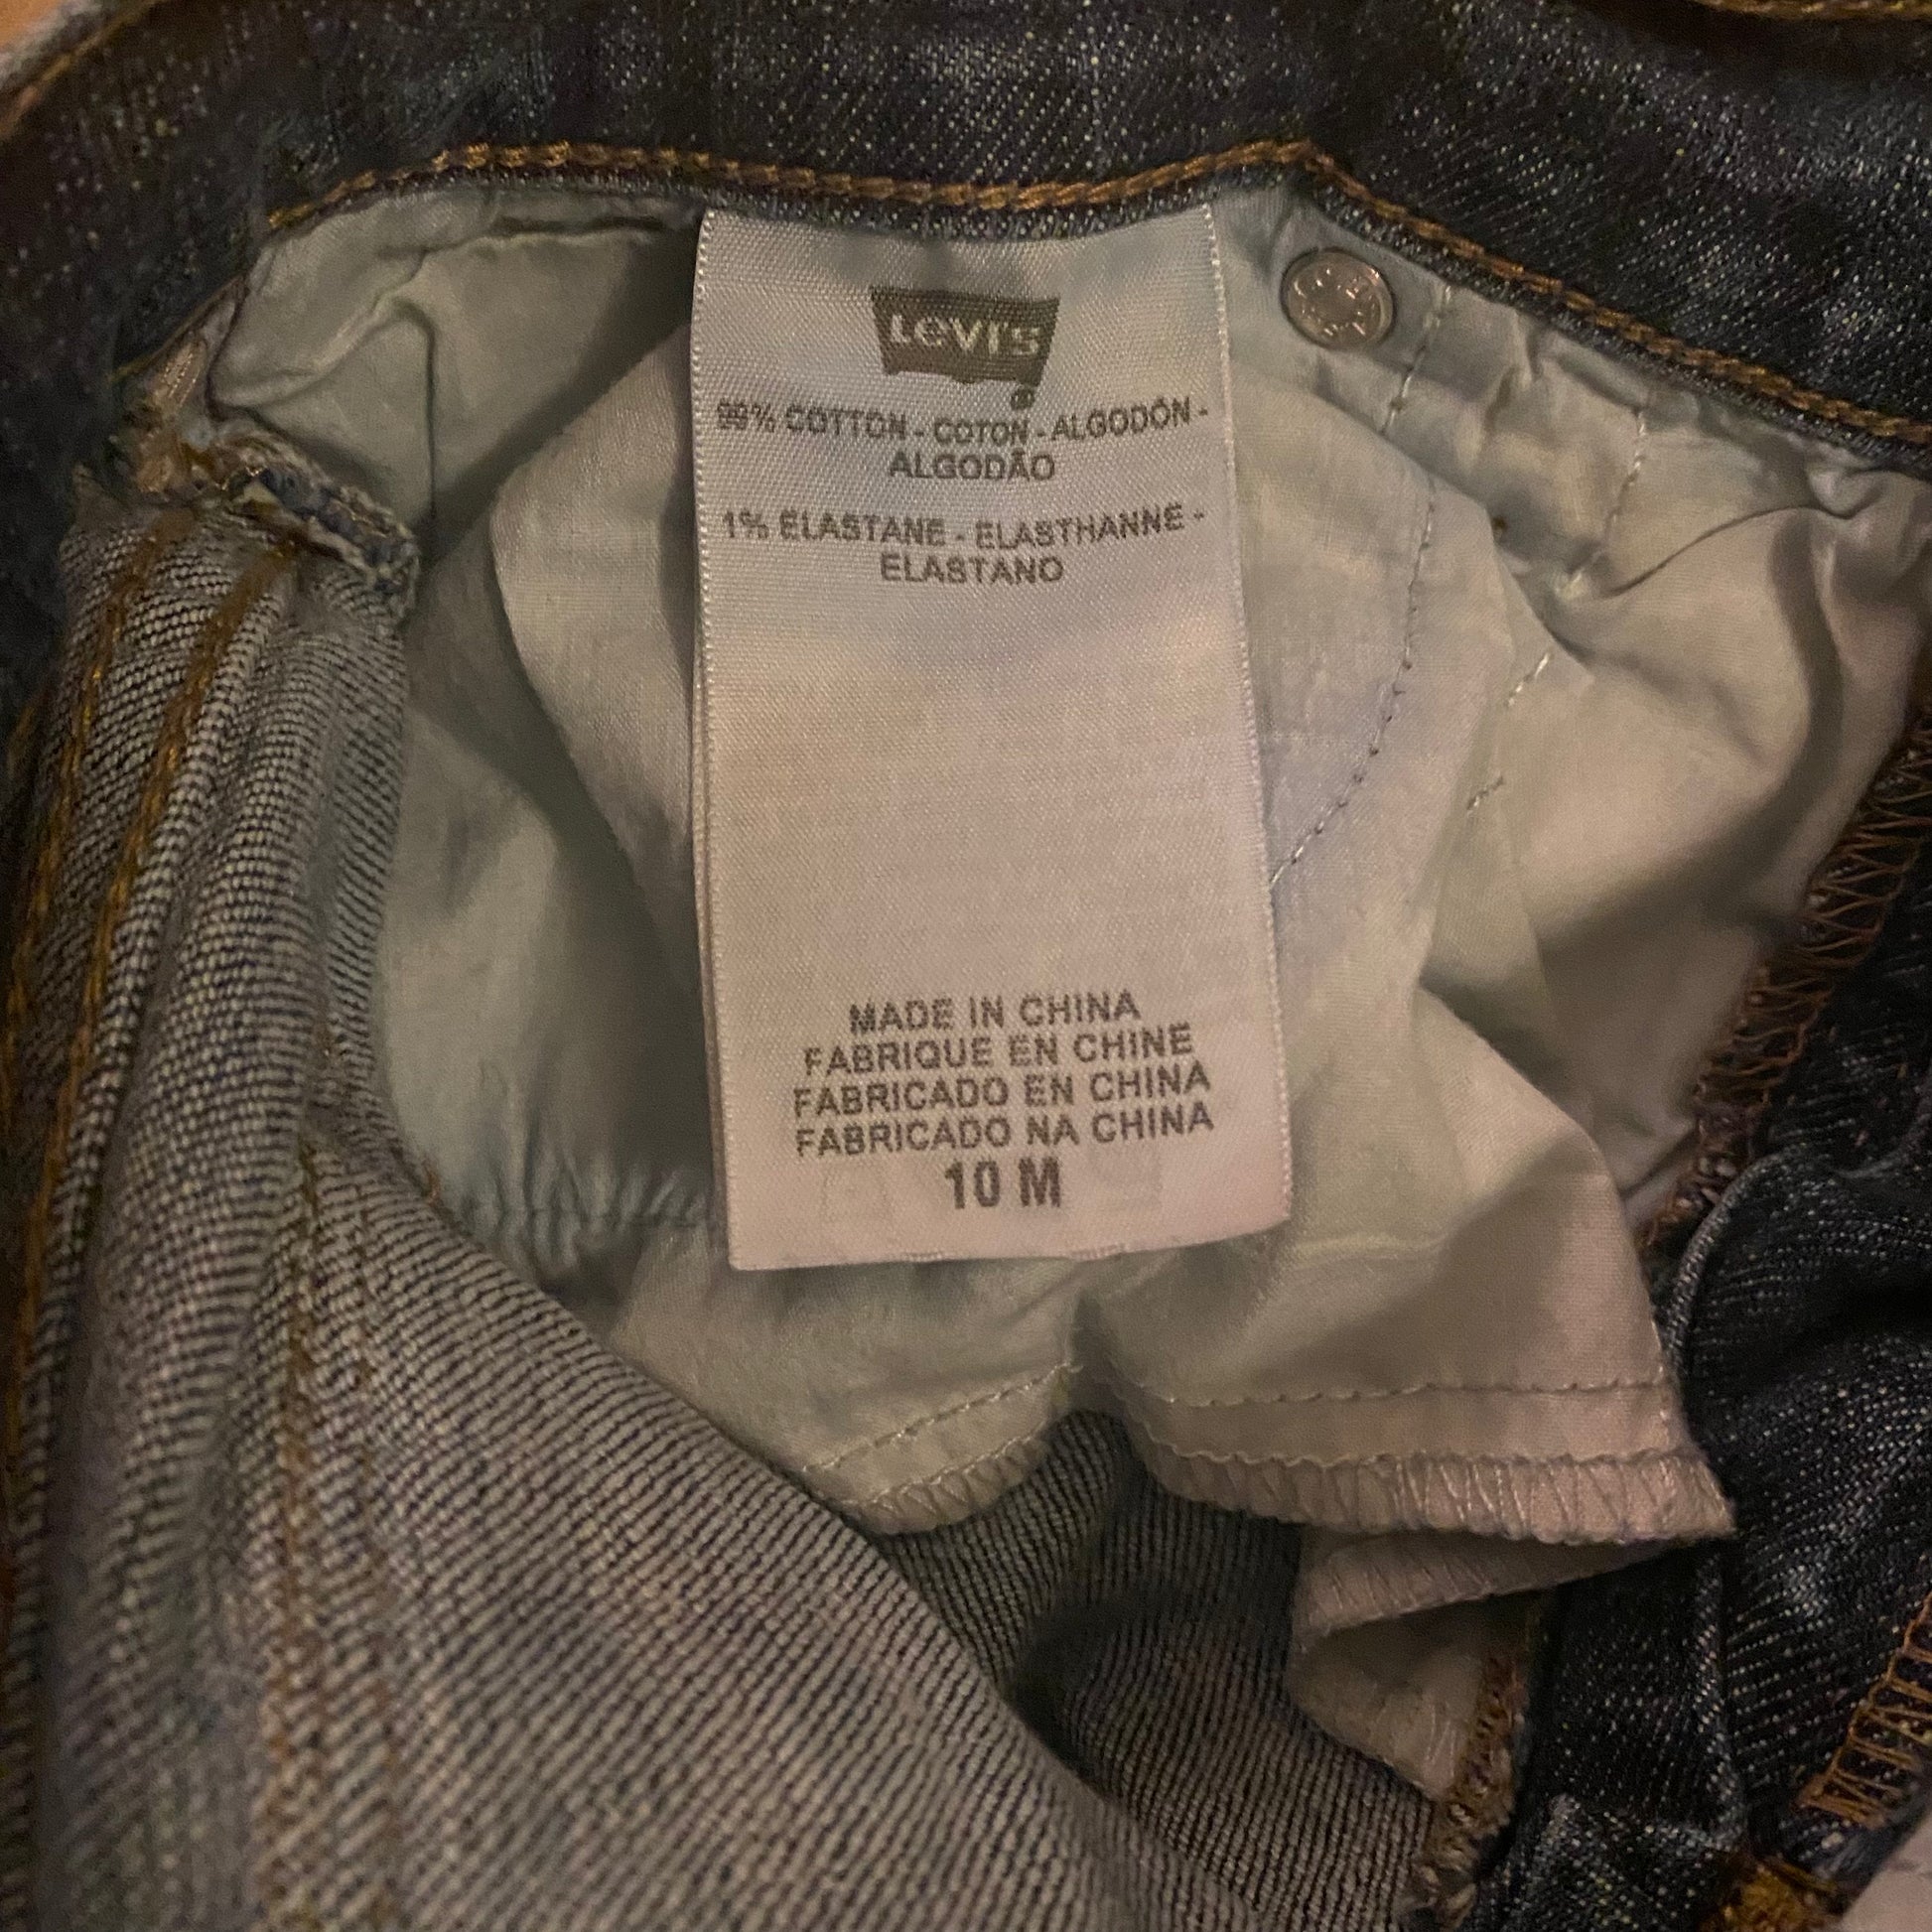 Levi's
®
99% COTTON - COTON - ALGODÓN -
ALGODÃO
1% ELASTANE - ELASTHANNE -
ELASTANO
MADE IN CHINA
FABRIQUE EN CHINE
FABRICADO EN CHINA
FABRICADO NA CHINA
10 M